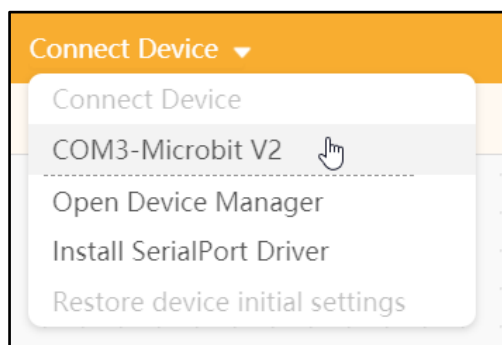 Connect Device
Connect Device
COM3-Microbit V2
Open Device Manager
Install SerialPort Driver
Restore device initial settings